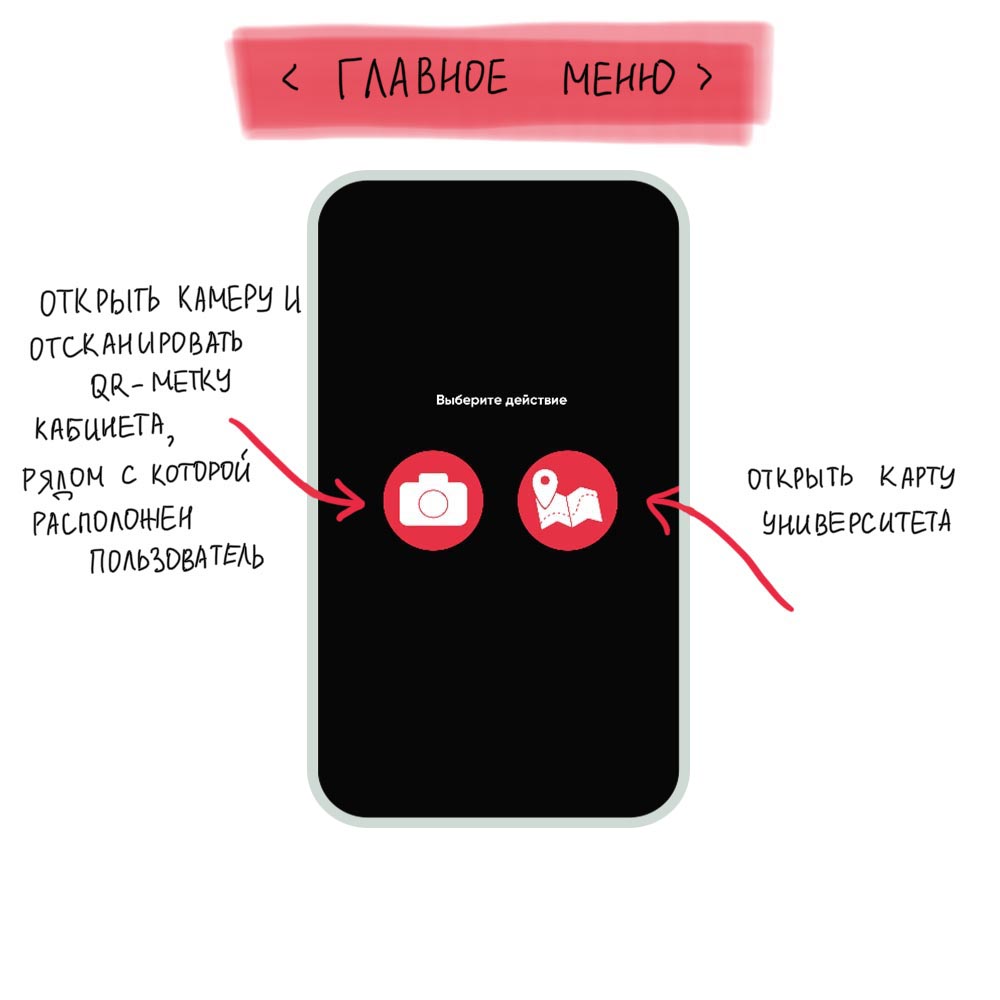 < ГЛАВНОЕ МЕНЮ >
ОТКРЫТЬ КАМЕРУ И
ОТСКАНИРОВАТЬ
QR-МЕТКУ
КАБИНЕТА,
РЯДОМ С КОТОРОЙ
РАСПОЛОЖЕН
ПОЛЬЗОВАТЕЛЬ
Выберите действие
ОТКРЫТЬ КАРТУ
УНИВЕРСИТЕТА